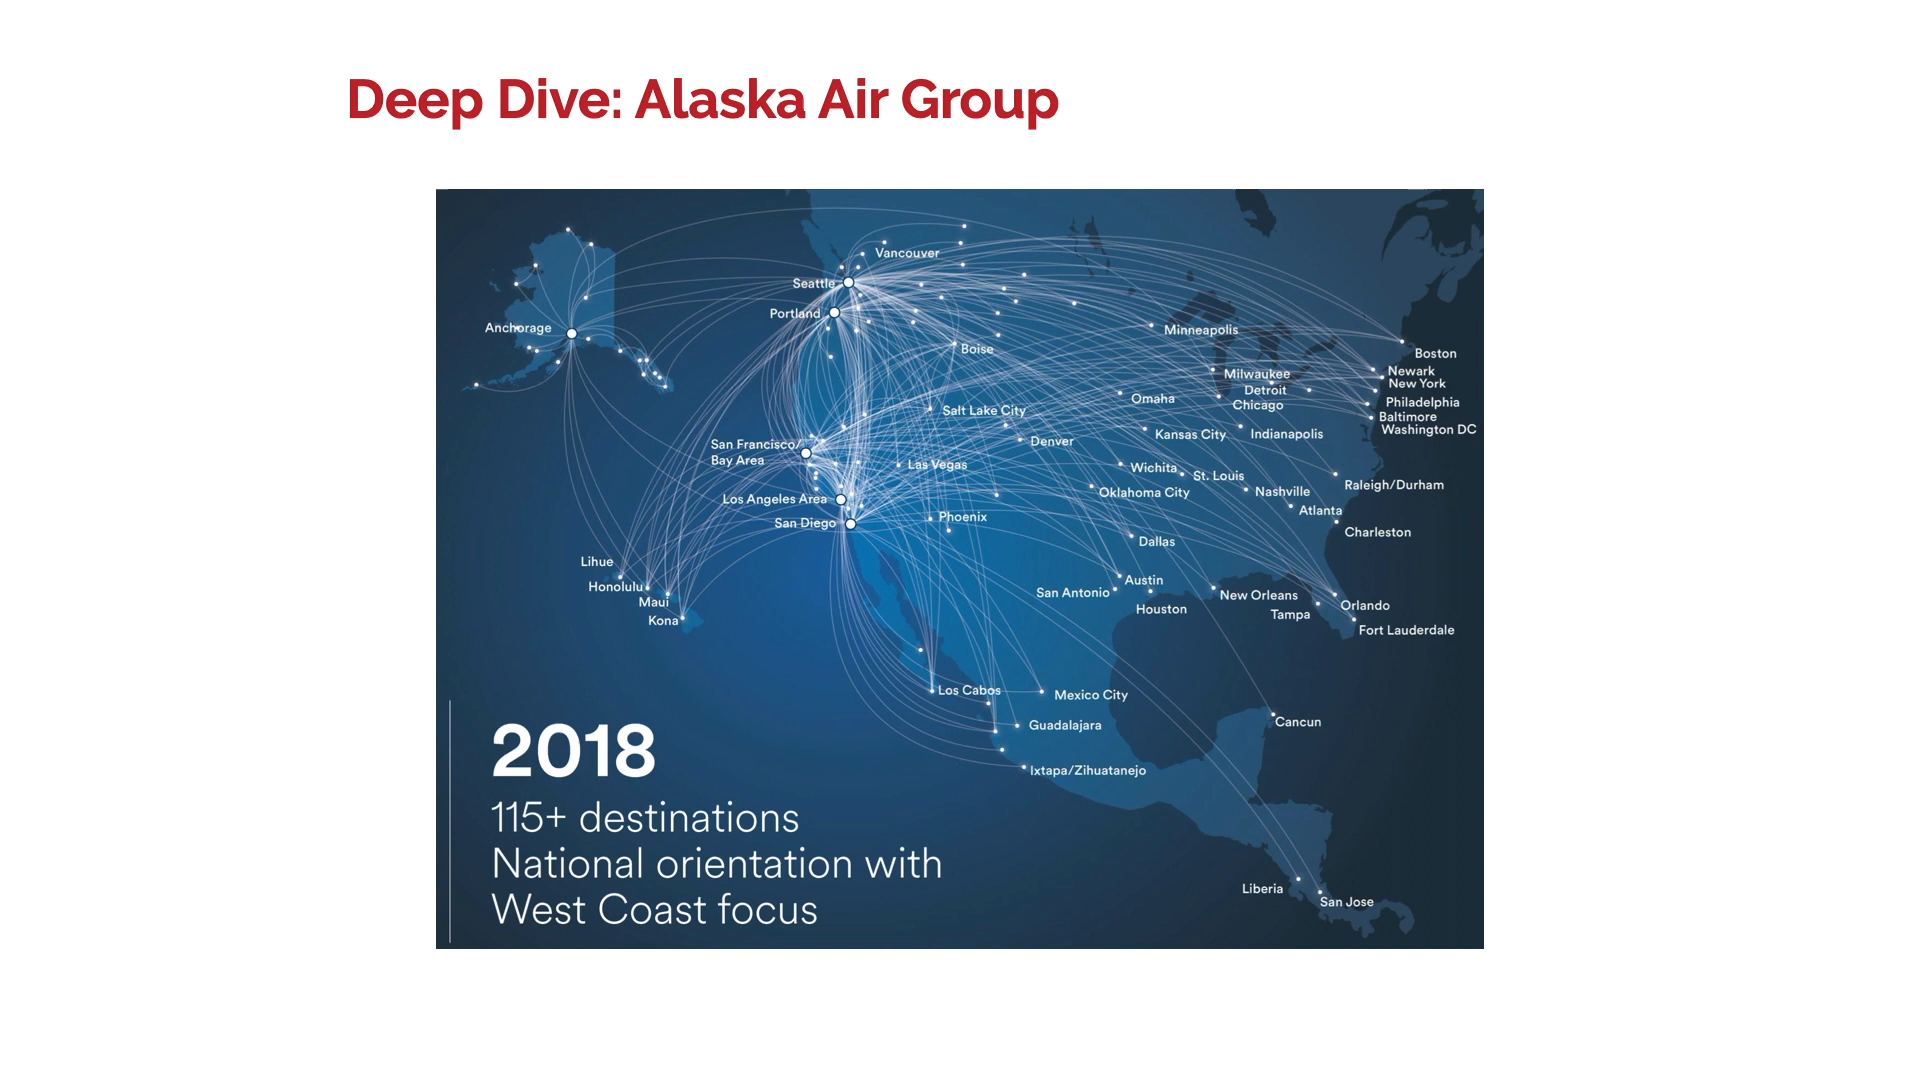 Deep Dive: Alaska Air Group
Vancouver
Seattle
Portland
Anchorage
Minneapolis
Boise
Boston
Newark
Milwaukee
New York
Detroit
Omaha
Philadelphia
Chicago
Salt Lake City
Baltimore
Washington DC
Kansas City
Indianapolis
Denver
San Francisco/
Bay Area
Las Vegas
Wichita
St. Louis
Raleigh/Durham
Oklahoma City
Nashville
Los Angeles Area
Atlanta
Phoenix
San Diego
Charleston
Dallas
Lihue
Austin
Honolulu
San Antonio
New Orleans
Maui
Houston
Orlando
Tampa
Kona
Fort Lauderdale
Los Cabos
Mexico City
Cancun
Guadalajara
Ixtapa/Zihuatanejo
2018
115+ destinations
National orientation with
West Coast focus
Liberia
San Jose